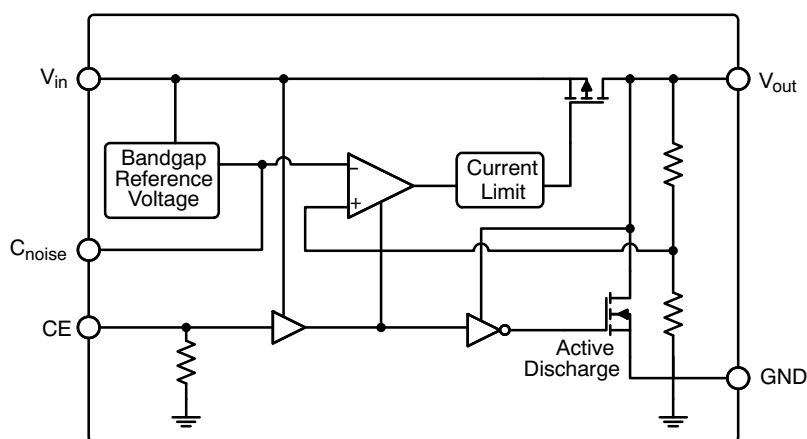 Vin
Vout
Bandgap
Reference
Voltage
−
+
Current
Limit
Cnoise
CE
Active
Discharge
GND